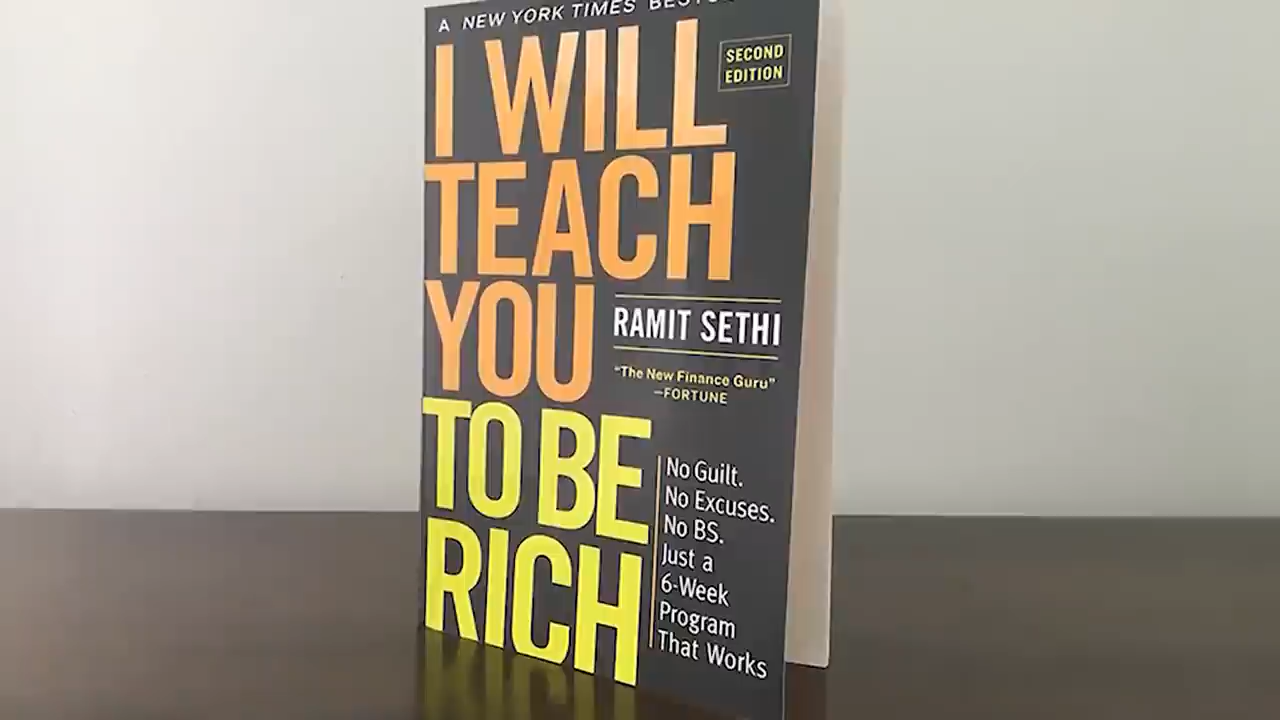 A NEW YORK TIMES
I WILL
TEACH
YOU
TO BE
RICH
SECOND
EDITION
RAMIT SETHI
“The New Finance Guru”
—FORTUNE
No Guilt.
No Excuses.
No BS.
Just a
6-Week
Program
That Works